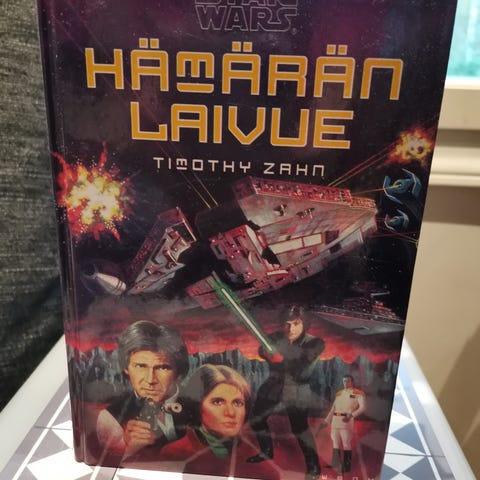 STAR
WARS
HÄMÄRÄN
LAIVUE
TIMOTHY ZAHN